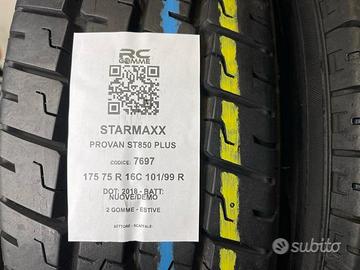 RC
GOMME
STARMAXX
PROVAN ST850 PLUS
CODICE: 7697
175 75 R 16C 101/99 R
DOT: 2018 - BATT:
NUOVE/DEMO
2 GOMME - ESTIVE
subito